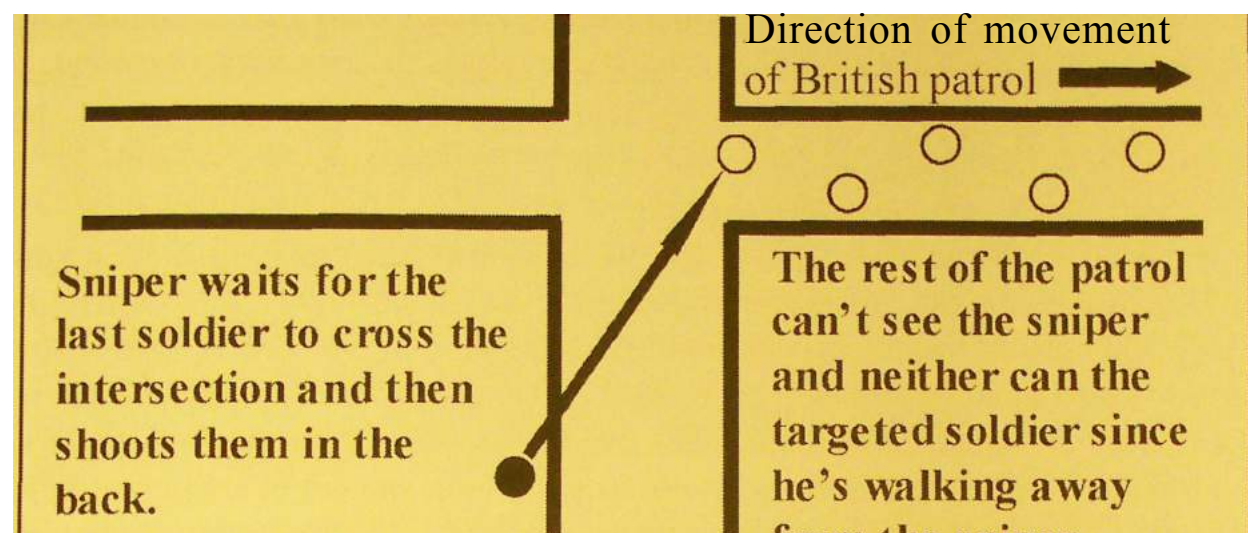 Direction of movement
of British patrol
Sniper waits for the
last soldier to cross the
intersection and then
shoots them in the
back.
The rest of the patrol
can't see the sniper
and neither can the
targeted soldier since
he's walking away